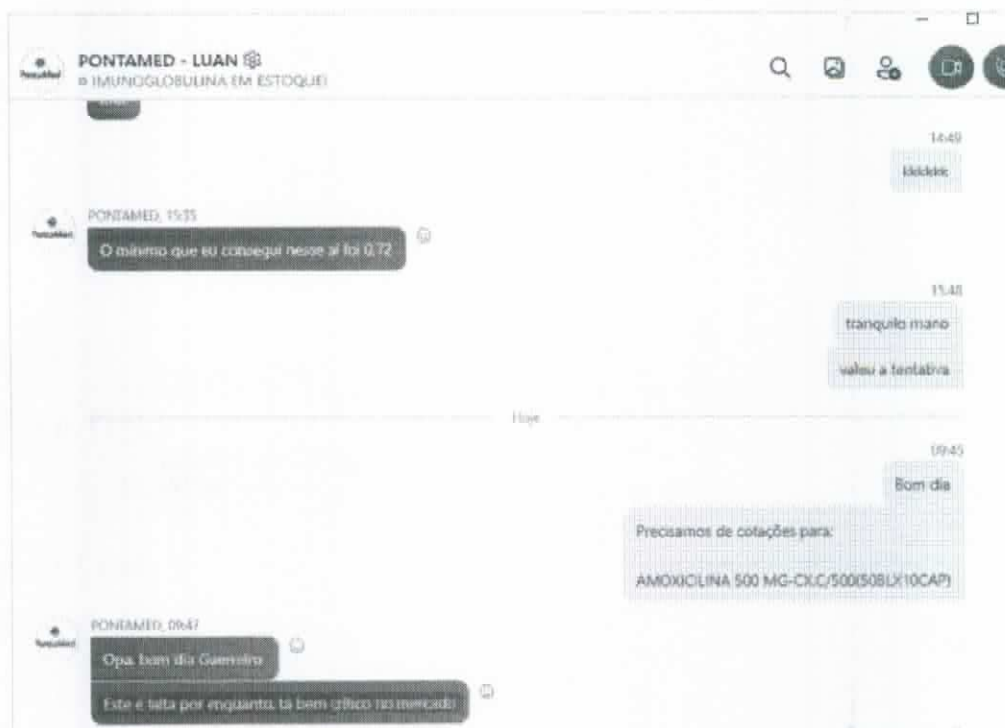 PONTAMED - LUAN
IMUNOGLOBULINA EM ESTOQUE!
14:49
PONTAMED, 15:35
O mínimo que eu consegui nesse aí foi 0,72
15:48
tranquilo mano
valeu a tentativa
Hoje
09:45
Bom dia
Precisamos de cotações para:
AMOXICILINA 500 MG-CX.C/500(50BLX10CAP)
PONTAMED, 09:47
Opa, bom dia Guerreiro
Este é falta por enquanto, tá bem crítico no mercado